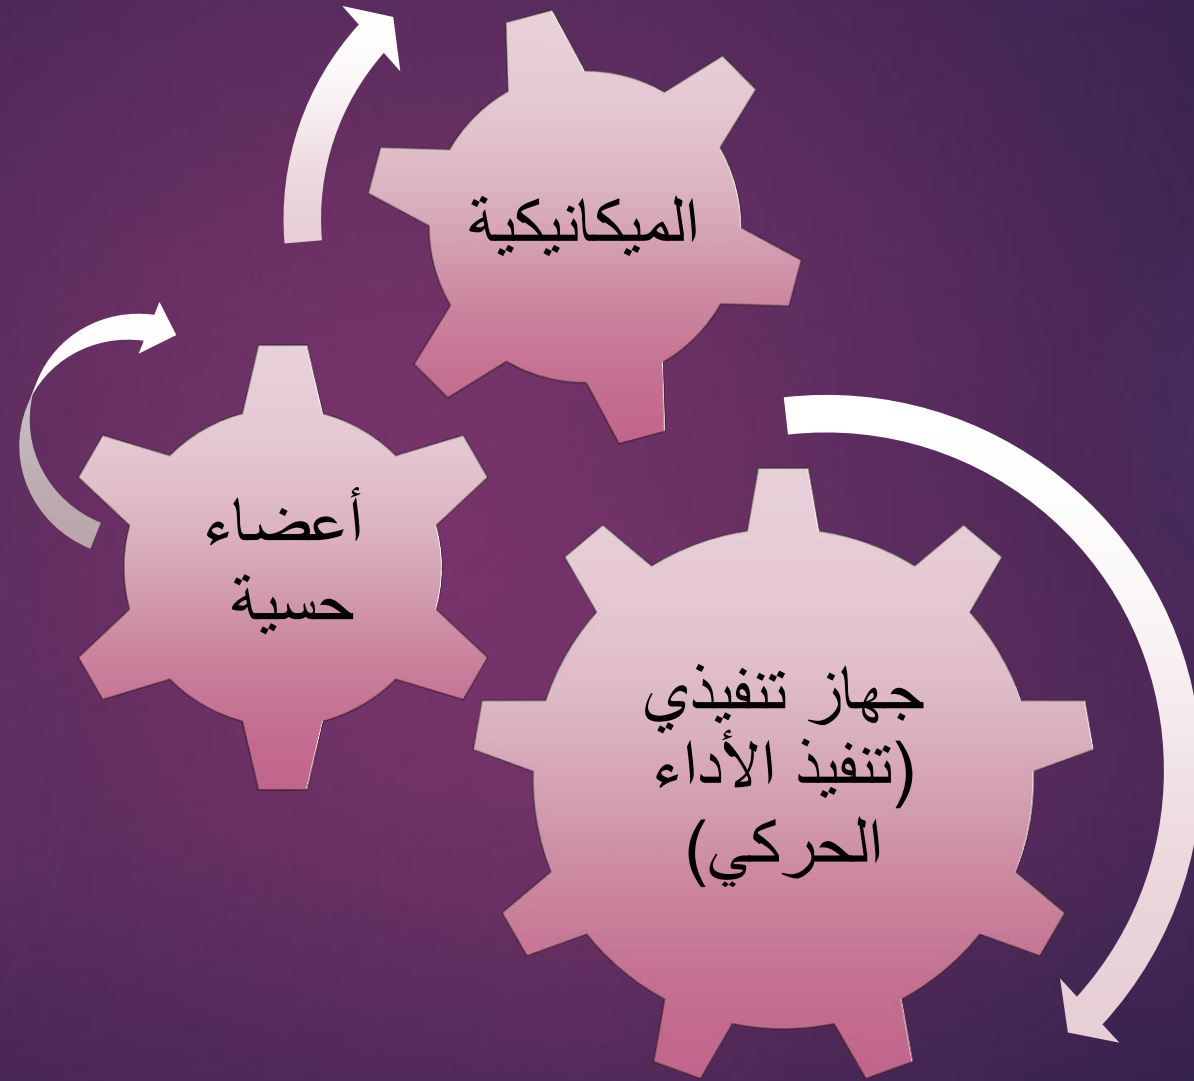 الميكانيكية
أعضاء
حسية
جهاز تنفيذي
(تنفيذ الأداء
الحركي)